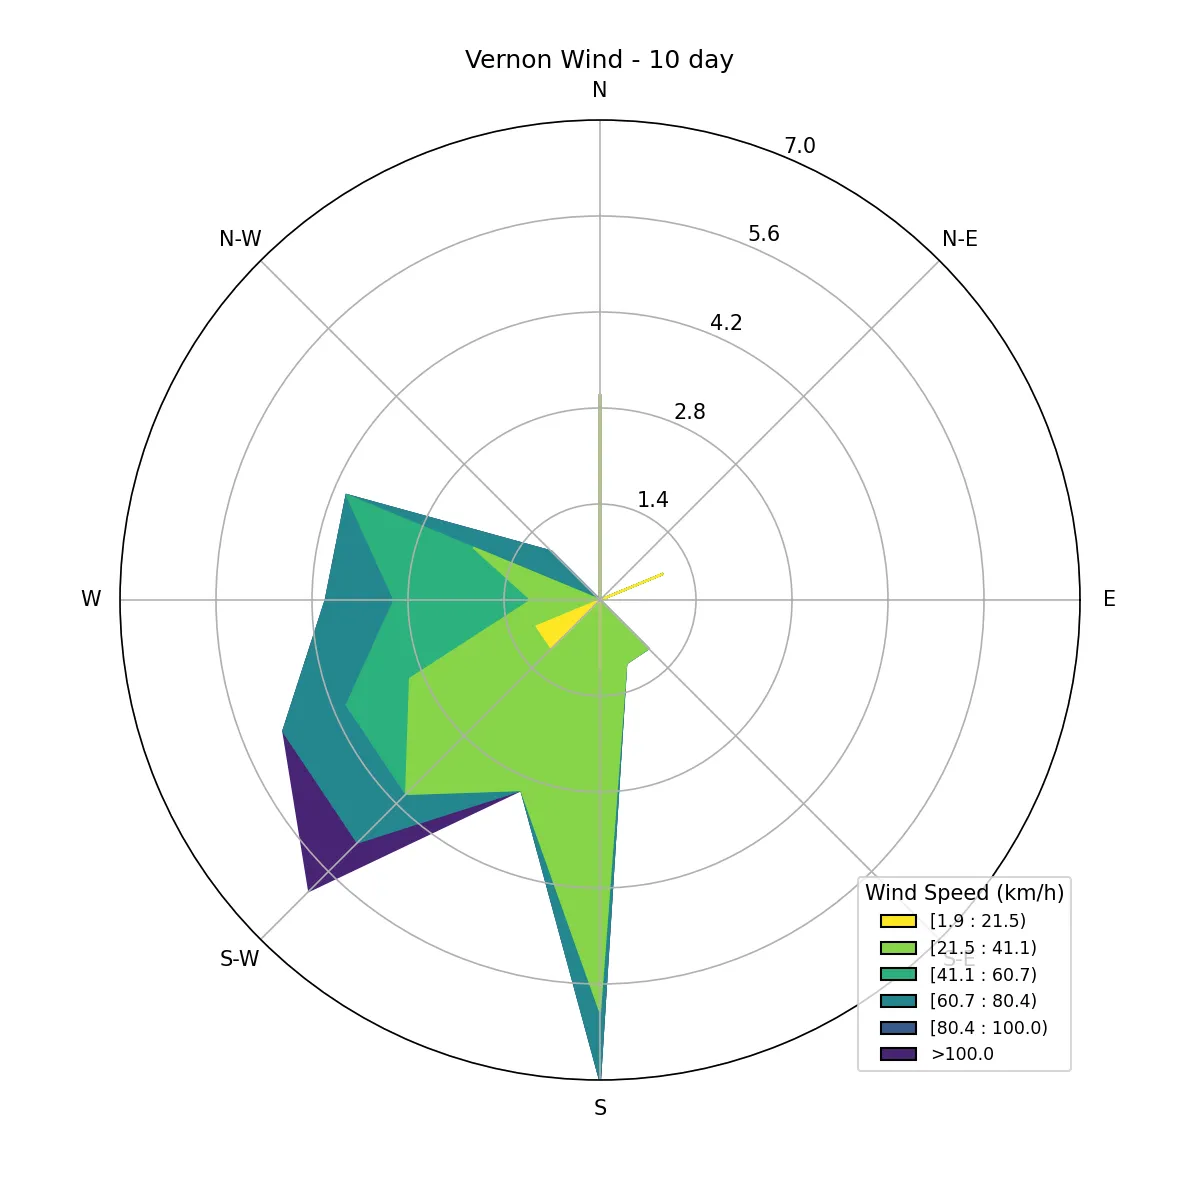 Vernon Wind - 10 day
N
7.0
N-W
5.6
N-E
4.2
2.8
1.4
W
E
S-W
S-E
S
Wind Speed (km/h)
[1.9 : 21.5)
[21.5 : 41.1)
[41.1 : 60.7)
[60.7 : 80.4)
[80.4 : 100.0)
>100.0